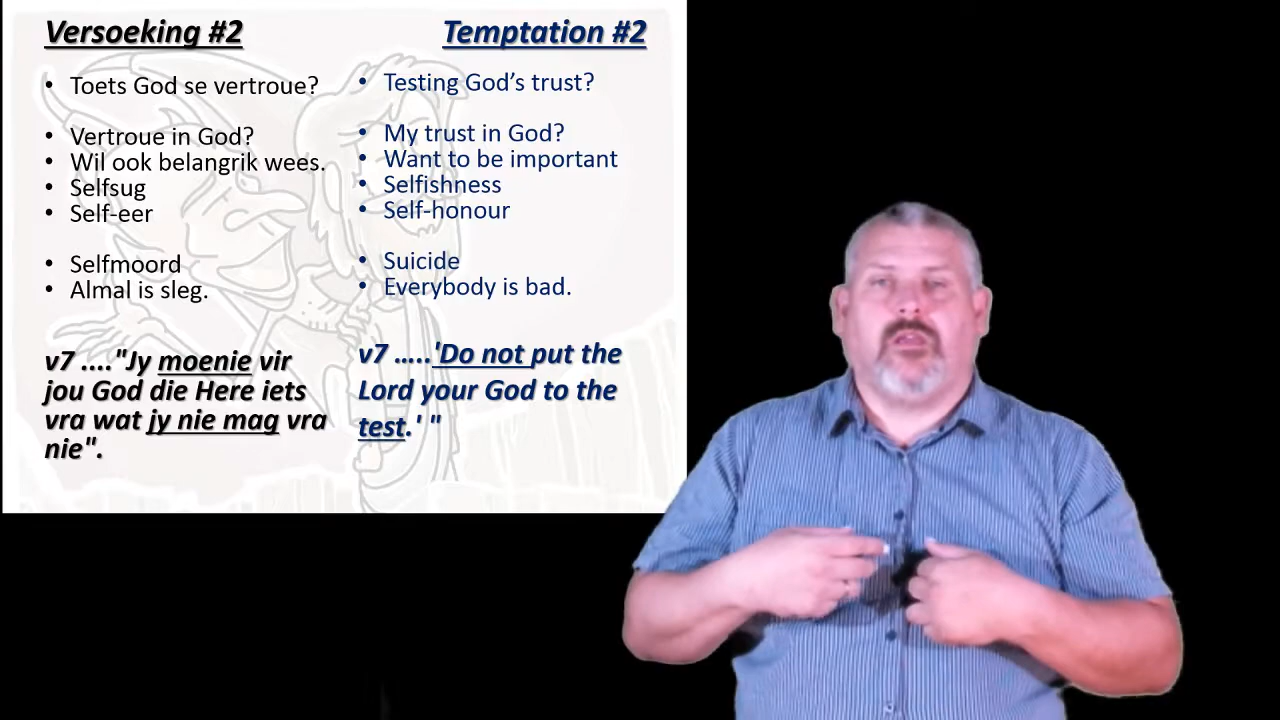 Versoeking #2
• Toets God se vertroue?
• Vertroue in God?
• Wil ook belangrik wees.
• Selfsug
• Self-eer
• Selfmoord
• Almal is sleg.
v7 ...."Jy moenie vir
jou God die Here iets
vra wat jy nie mag vra
nie".
Temptation #2
• Testing God’s trust?
• My trust in God?
• Want to be important
• Selfishness
• Self-honour
• Suicide
• Everybody is bad.
v7 …..'Do not put the
Lord your God to the
test.' "